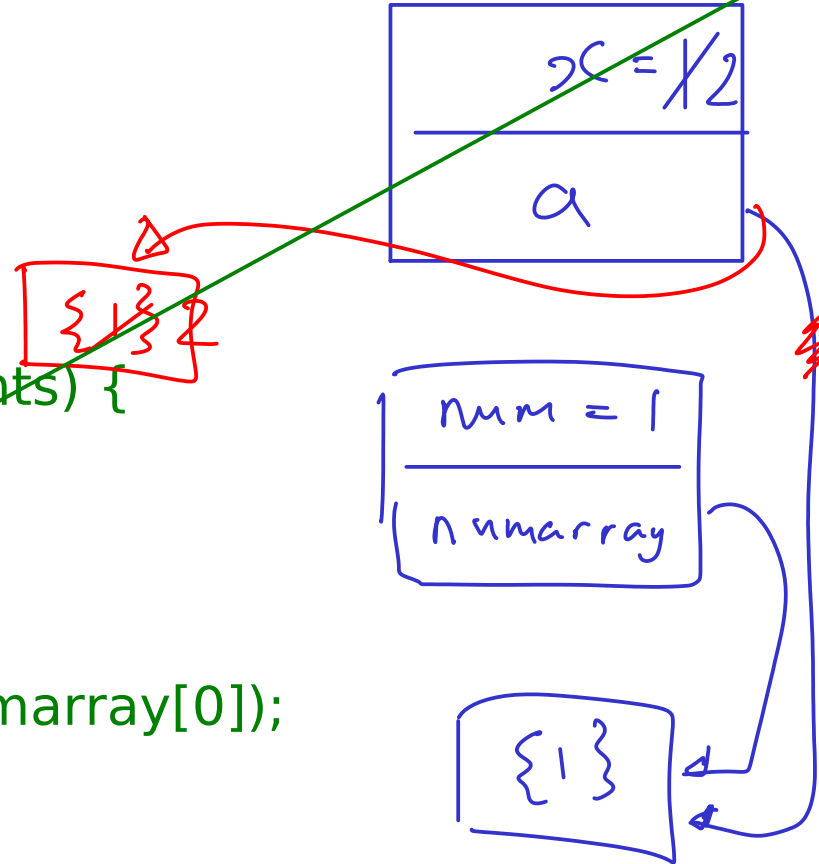 x = 1 2
a
{1} 2
nts) {
num = 1
numarray
marray[0]);
{1}